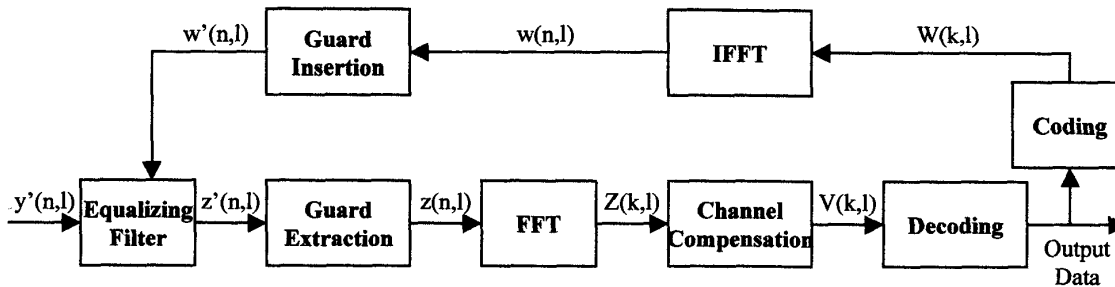 w’(n,l)
Guard
Insertion
w(n,l)
IFFT
W(k,l)
Coding
y’(n,l)
Equalizing
Filter
z’(n,l)
Guard
Extraction
z(n,l)
FFT
Z(k,l)
Channel
Compensation
V(k,l)
Decoding
Output
Data